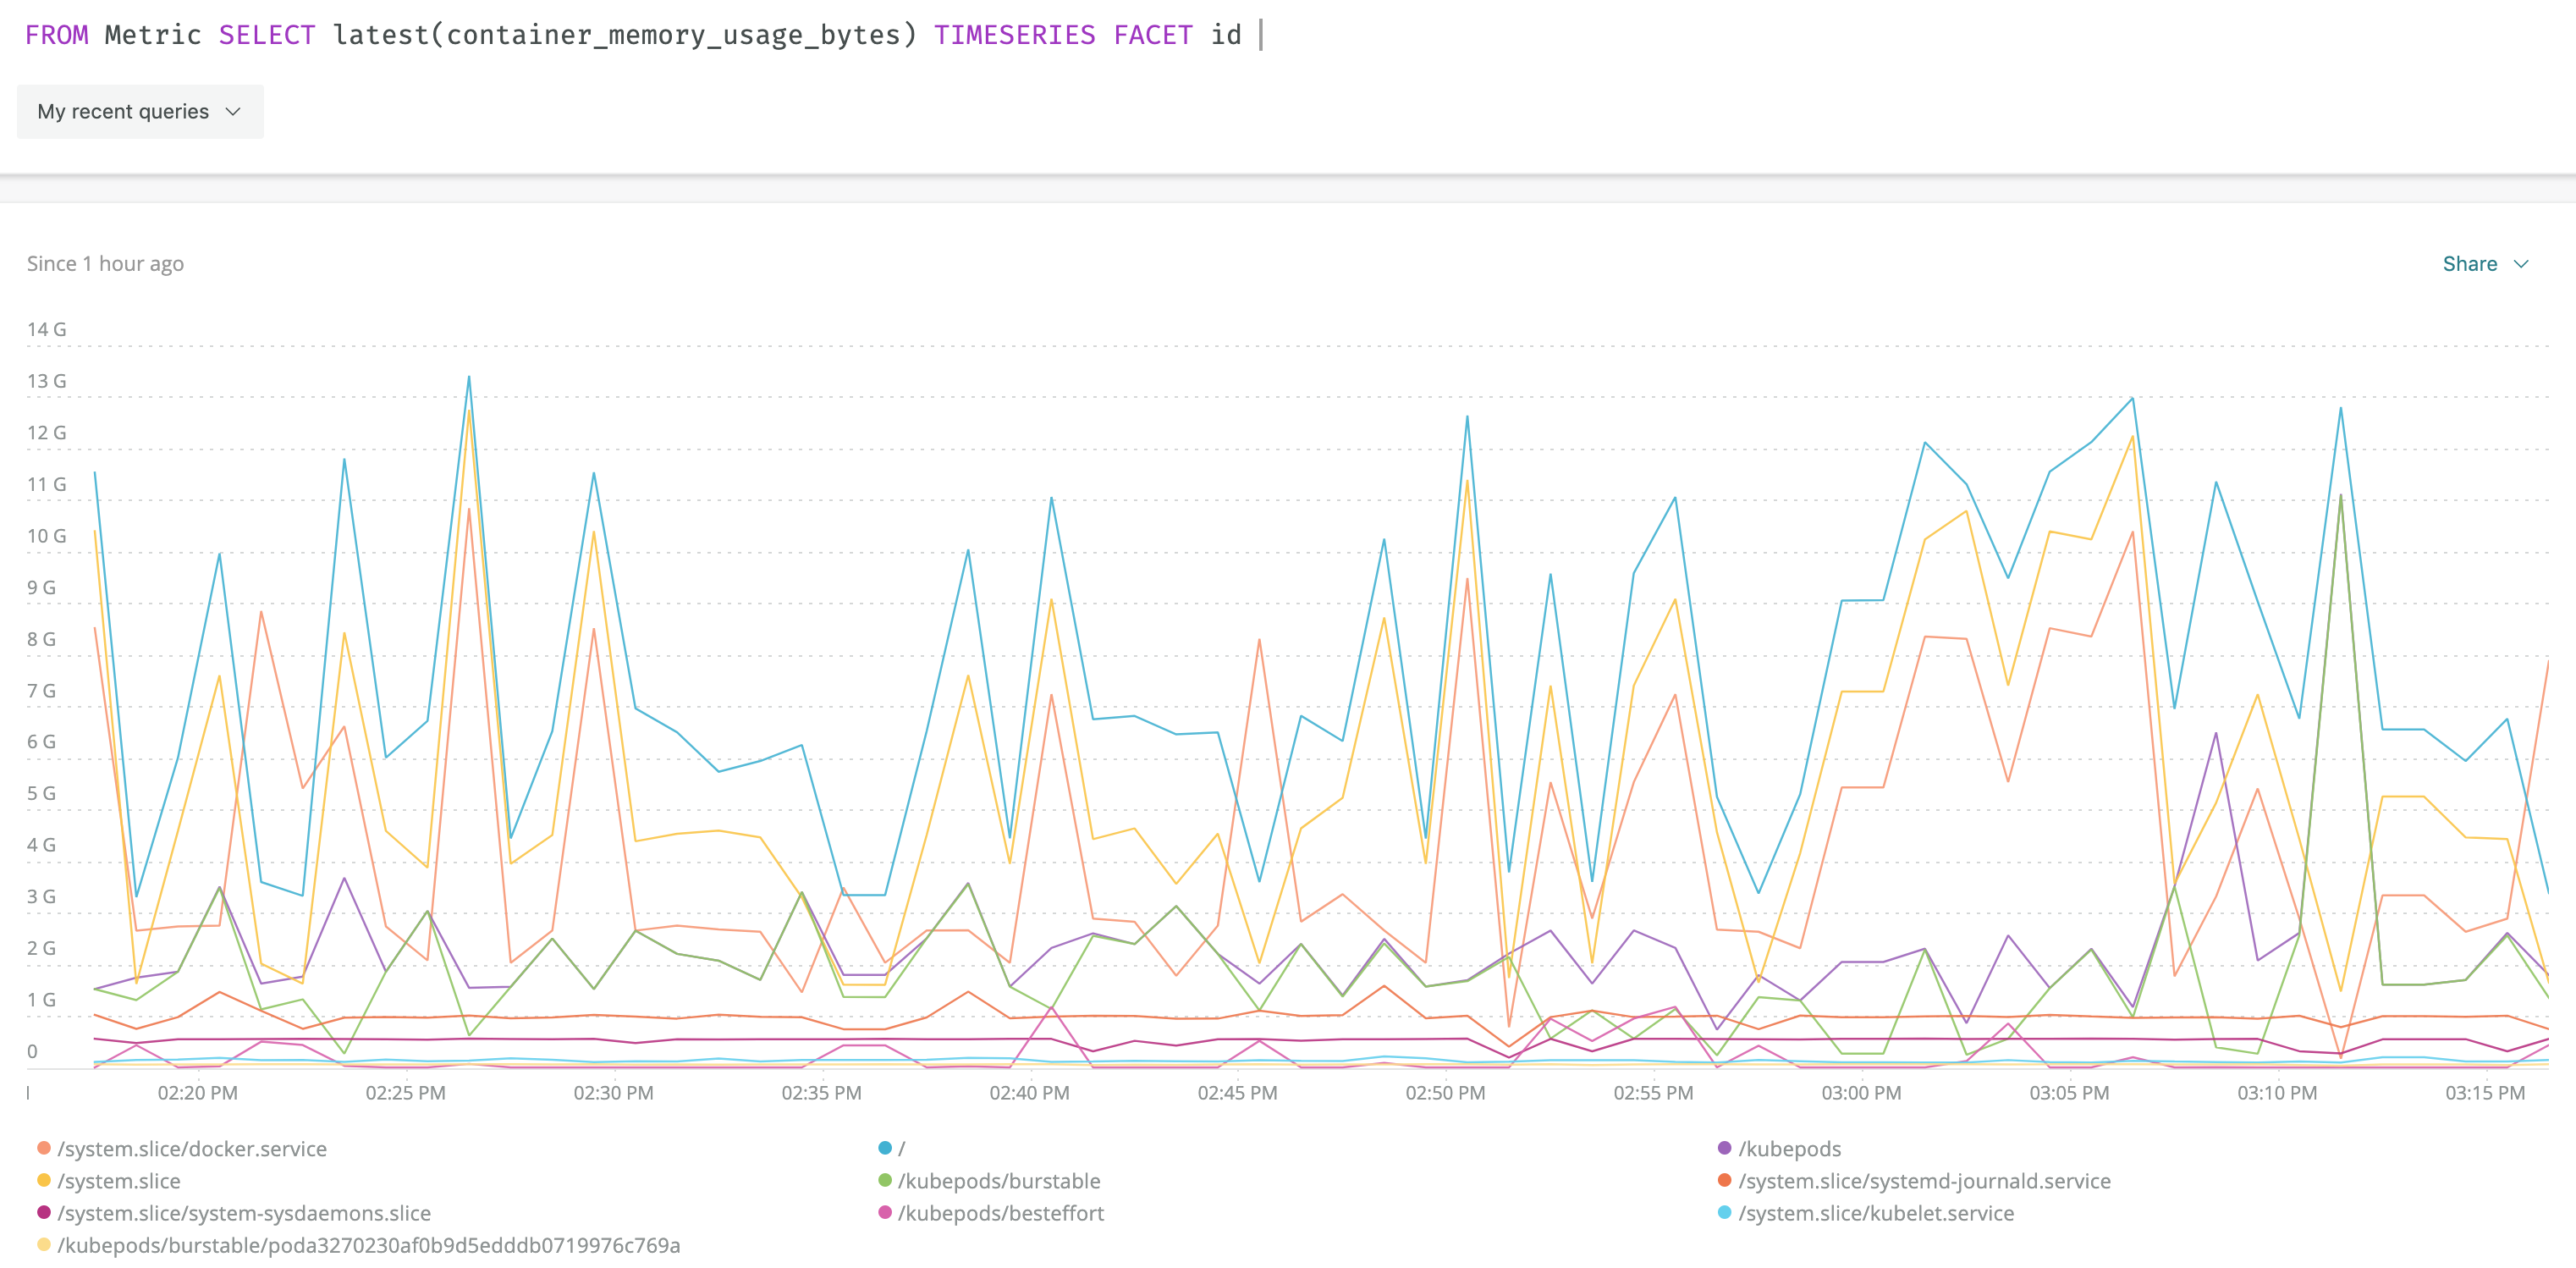 FROM Metric SELECT latest(container_memory_usage_bytes) TIMESERIES FACET id
My recent queries
Since 1 hour ago
Share
14 G
13 G
12 G
11 G
10 G
9 G
8 G
7 G
6 G
5 G
4 G
3 G
2 G
1 G
0
02:20 PM 02:25 PM 02:30 PM 02:35 PM 02:40 PM 02:45 PM 02:50 PM 02:55 PM 03:00 PM 03:05 PM 03:10 PM 03:15 PM
/system.slice/docker.service / /kubepods
/system.slice /kubepods/burstable /system.slice/systemd-journald.service
/system.slice/system-sysdaemons.slice /kubepods/besteffort /system.slice/kubelet.service
/kubepods/burstable/poda3270230af0b9d5edddb0719976c769a